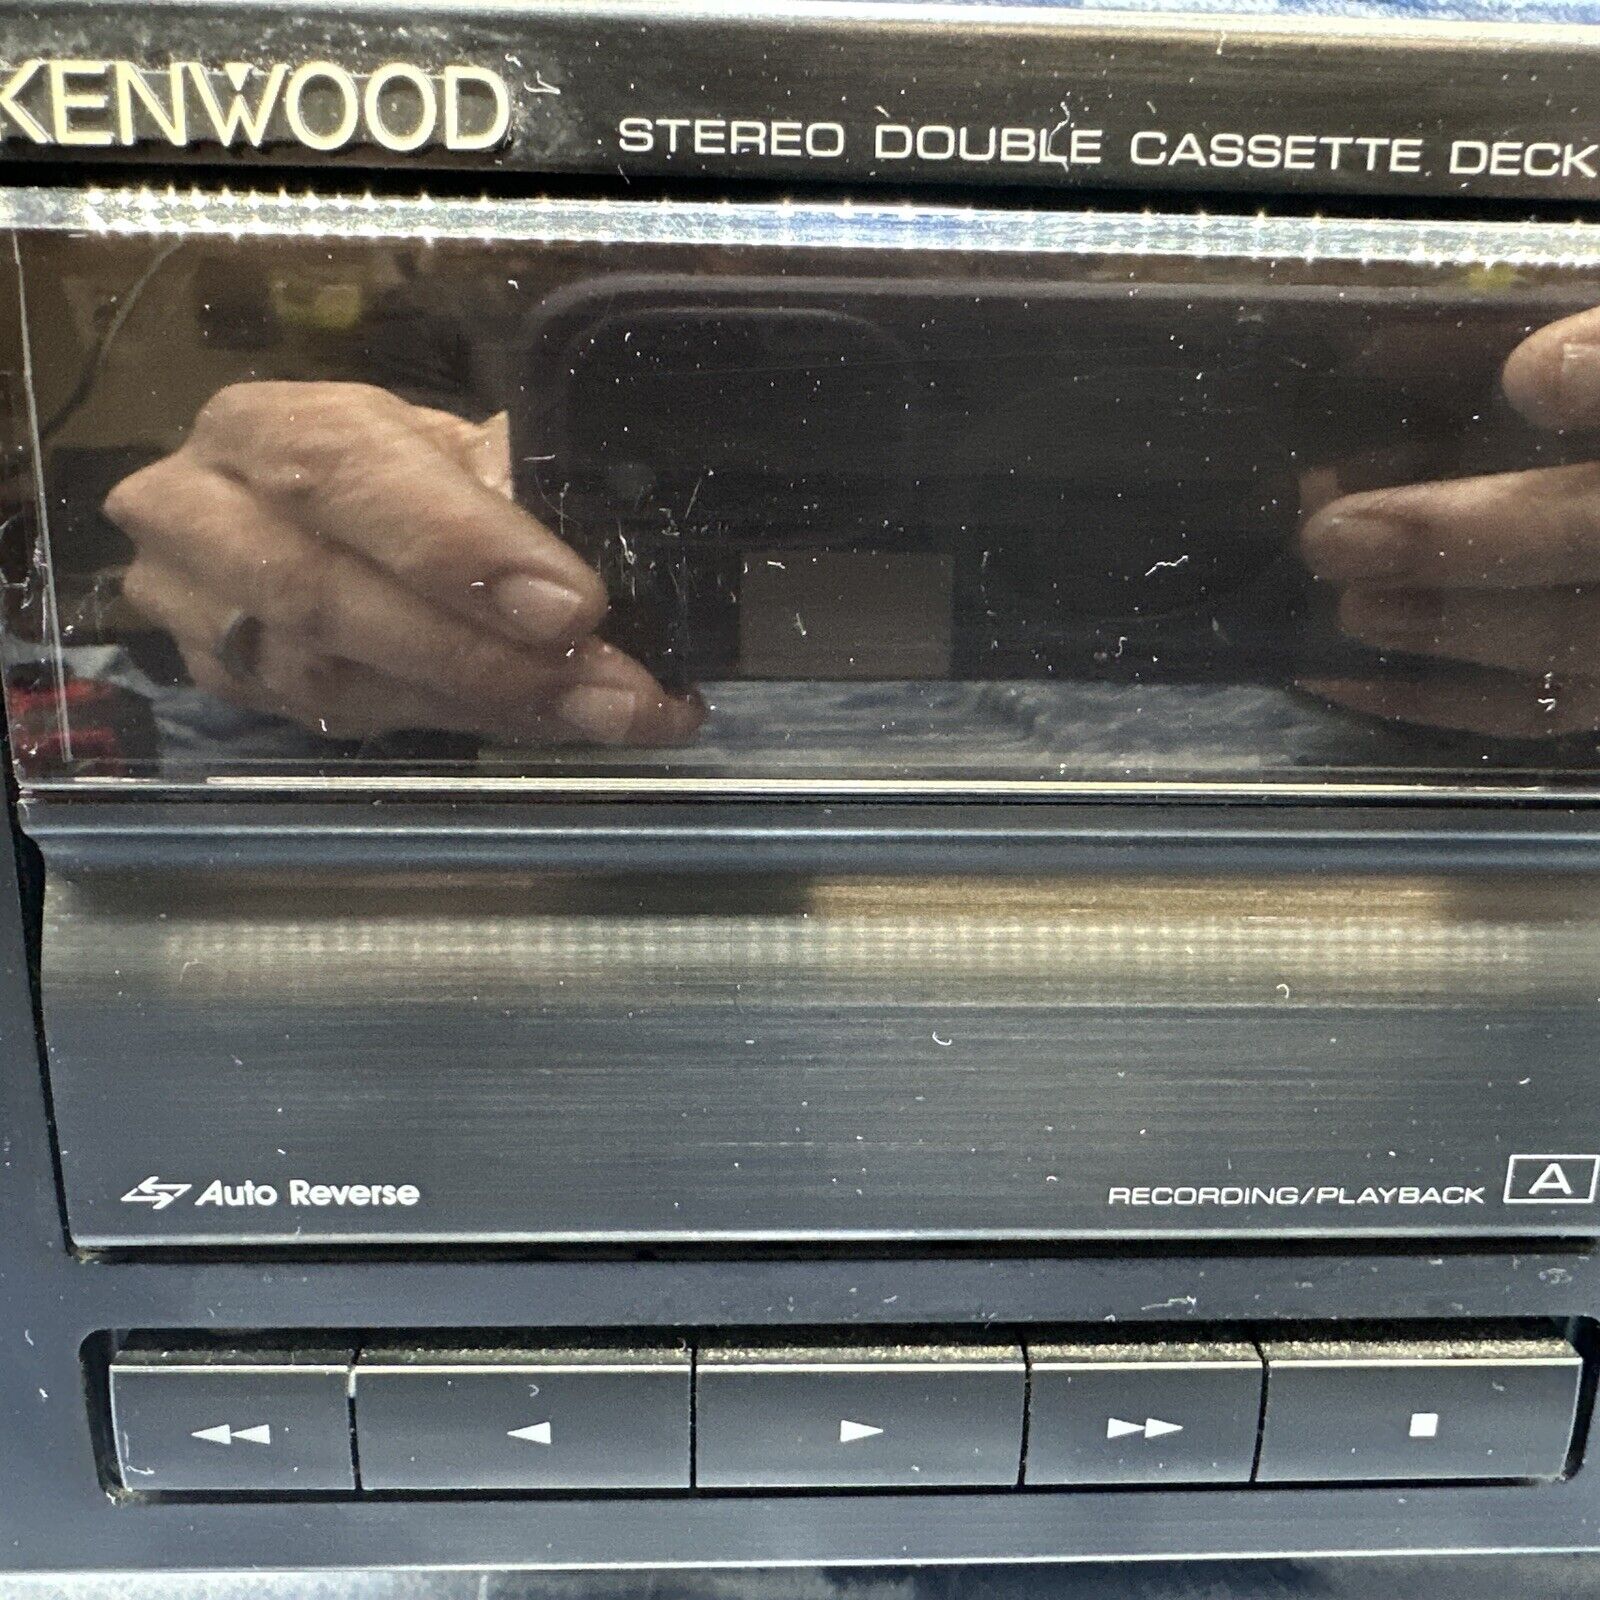 KENWOOD STEREO DOUBLE CASSETTE DECK
Auto Reverse RECORDING/PLAYBACK A